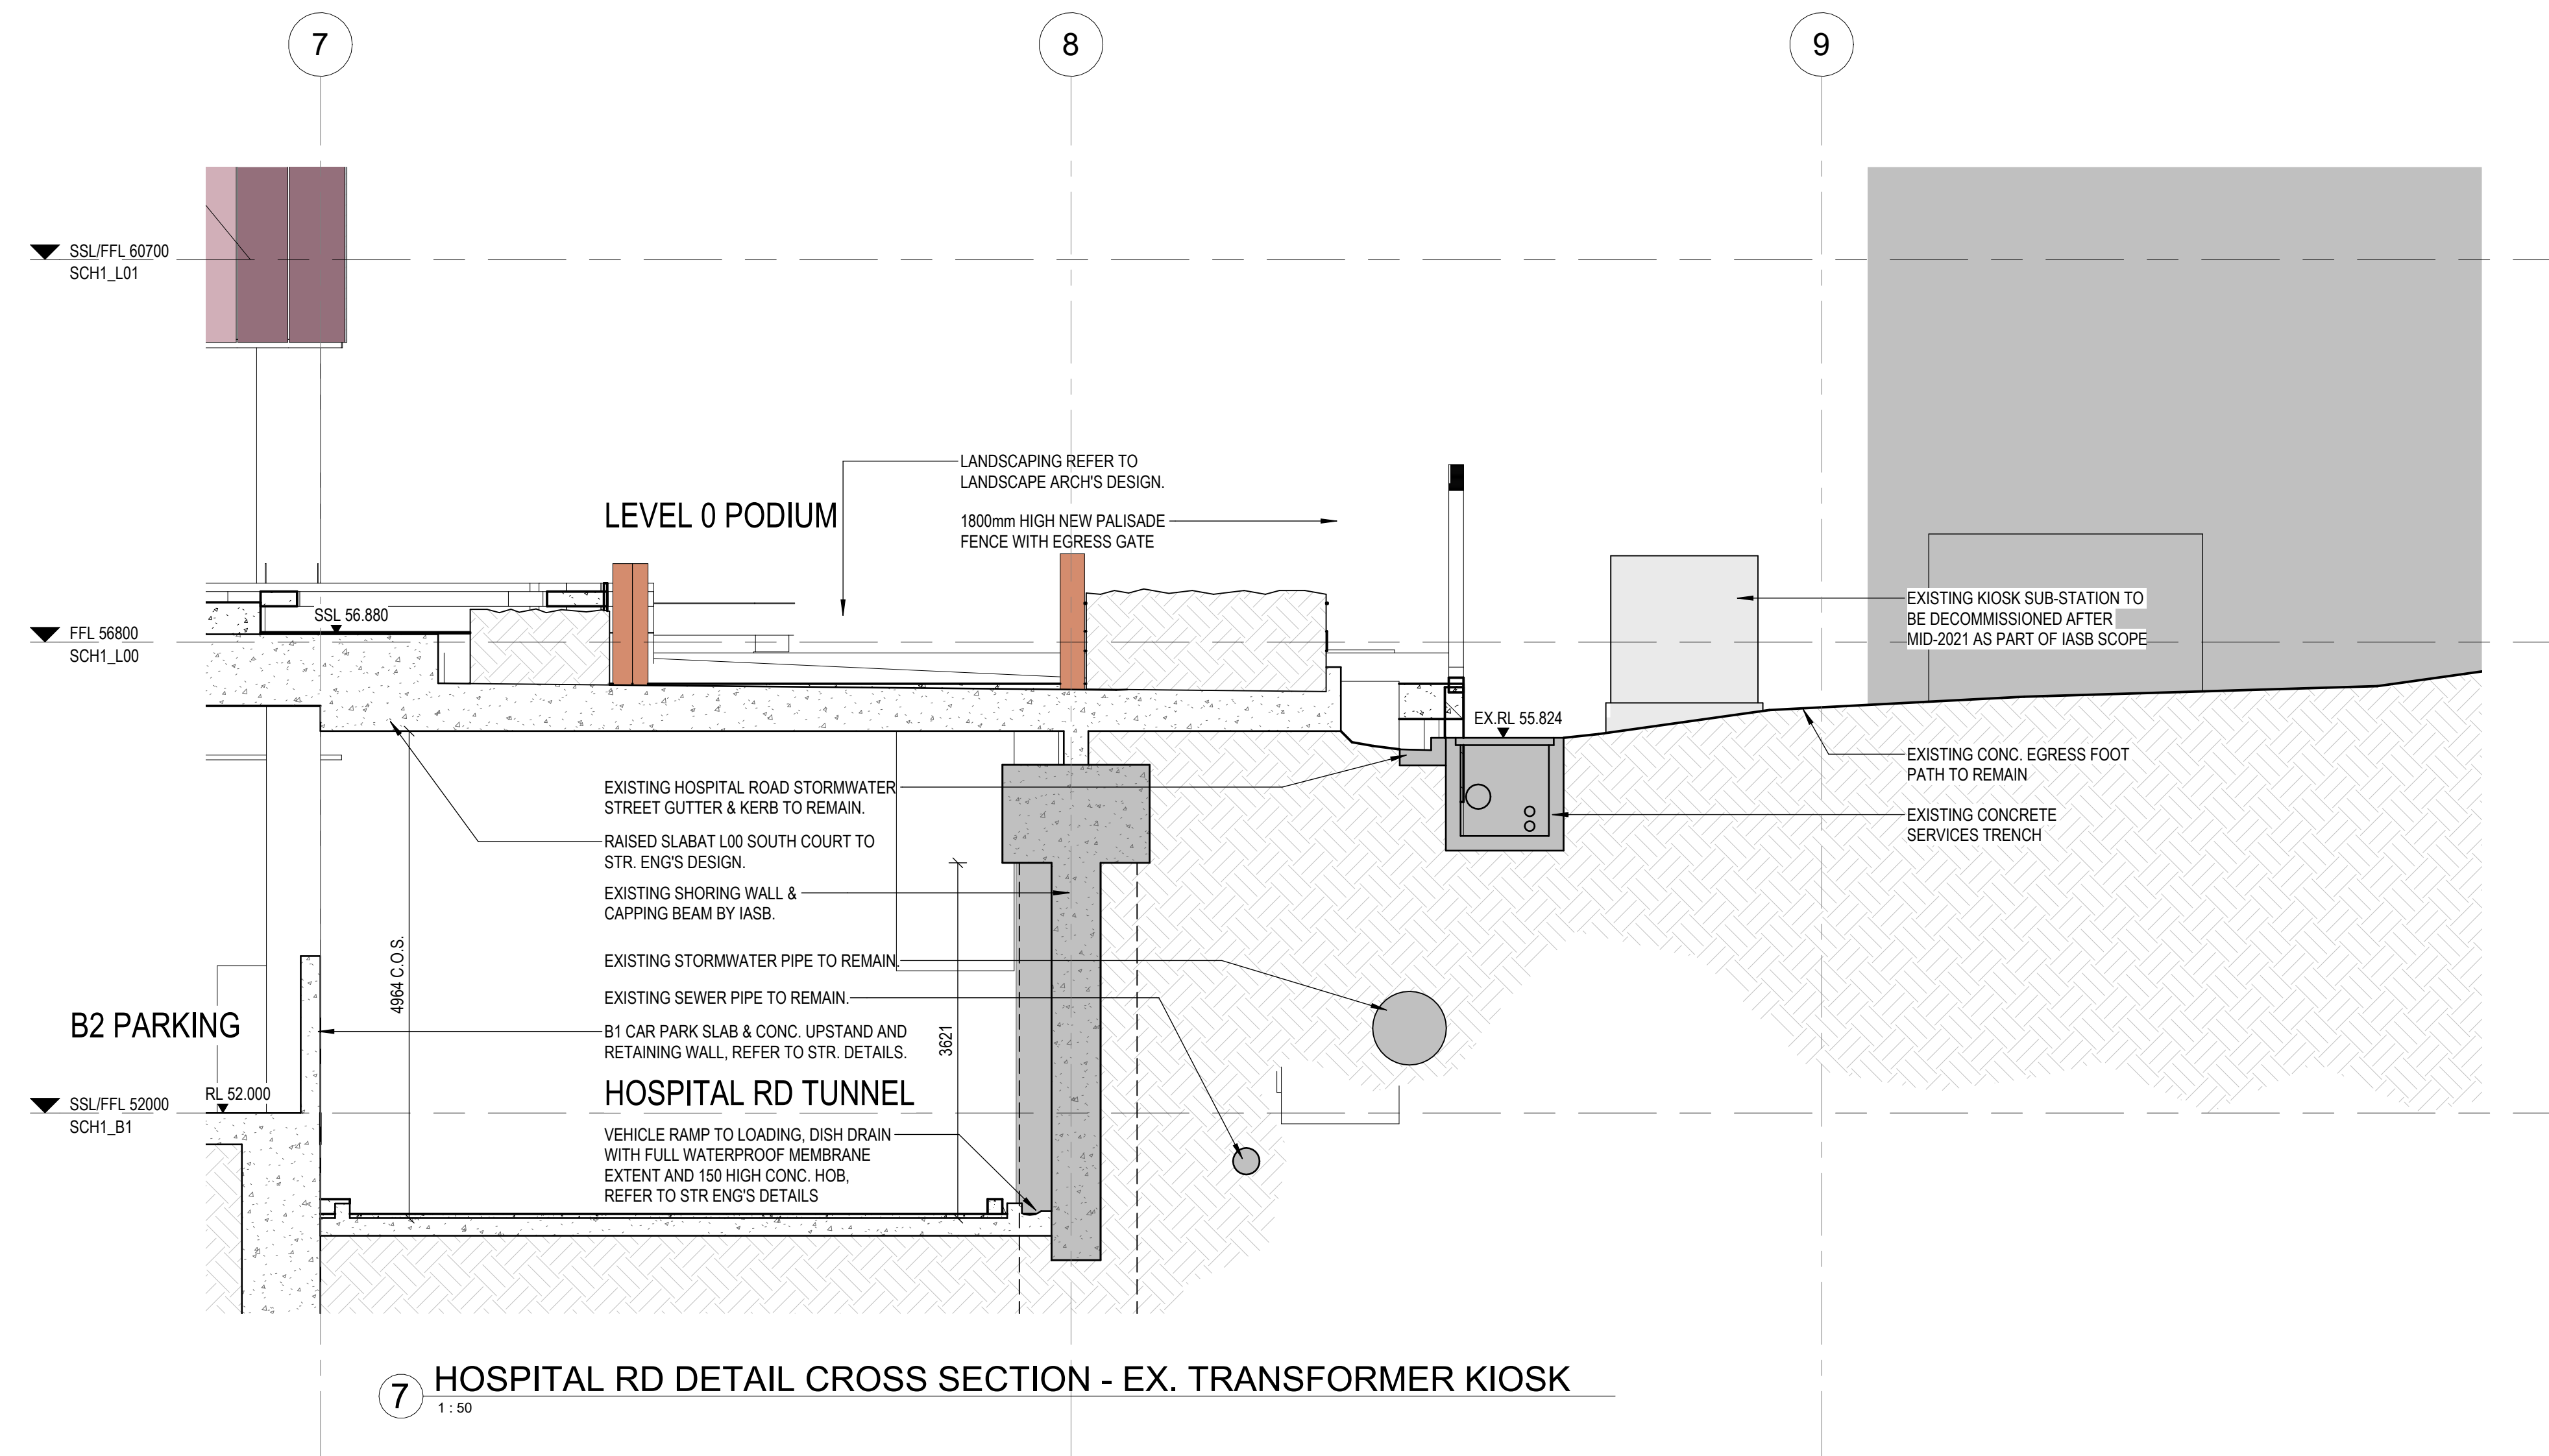 7
8
9
SSL/FFL 60700
SCH1_L01
LANDSCAPING REFER TO
LANDSCAPE ARCH'S DESIGN.
LEVEL 0 PODIUM
1800mm HIGH NEW PALISADE
FENCE WITH EGRESS GATE
SSL 56.880
FFL 56800
SCH1_L00
EXISTING KIOSK SUB-STATION TO
BE DECOMMISSIONED AFTER
MID-2021 AS PART OF IASB SCOPE
EX.RL 55.824
EXISTING CONC. EGRESS FOOT
PATH TO REMAIN
EXISTING HOSPITAL ROAD STORMWATER
STREET GUTTER & KERB TO REMAIN.
EXISTING CONCRETE
SERVICES TRENCH
RAISED SLABAT L00 SOUTH COURT TO
STR. ENG'S DESIGN.
EXISTING SHORING WALL &
CAPPING BEAM BY IASB.
4964 C.O.S.
EXISTING STORMWATER PIPE TO REMAIN.
EXISTING SEWER PIPE TO REMAIN.
B2 PARKING
B1 CAR PARK SLAB & CONC. UPSTAND AND
RETAINING WALL, REFER TO STR. DETAILS.
3621
HOSPITAL RD TUNNEL
RL 52.000
SSL/FFL 52000
SCH1_B1
VEHICLE RAMP TO LOADING, DISH DRAIN
WITH FULL WATERPROOF MEMBRANE
EXTENT AND 150 HIGH CONC. HOB,
REFER TO STR ENG'S DETAILS
7
HOSPITAL RD DETAIL CROSS SECTION - EX. TRANSFORMER KIOSK
1 : 50